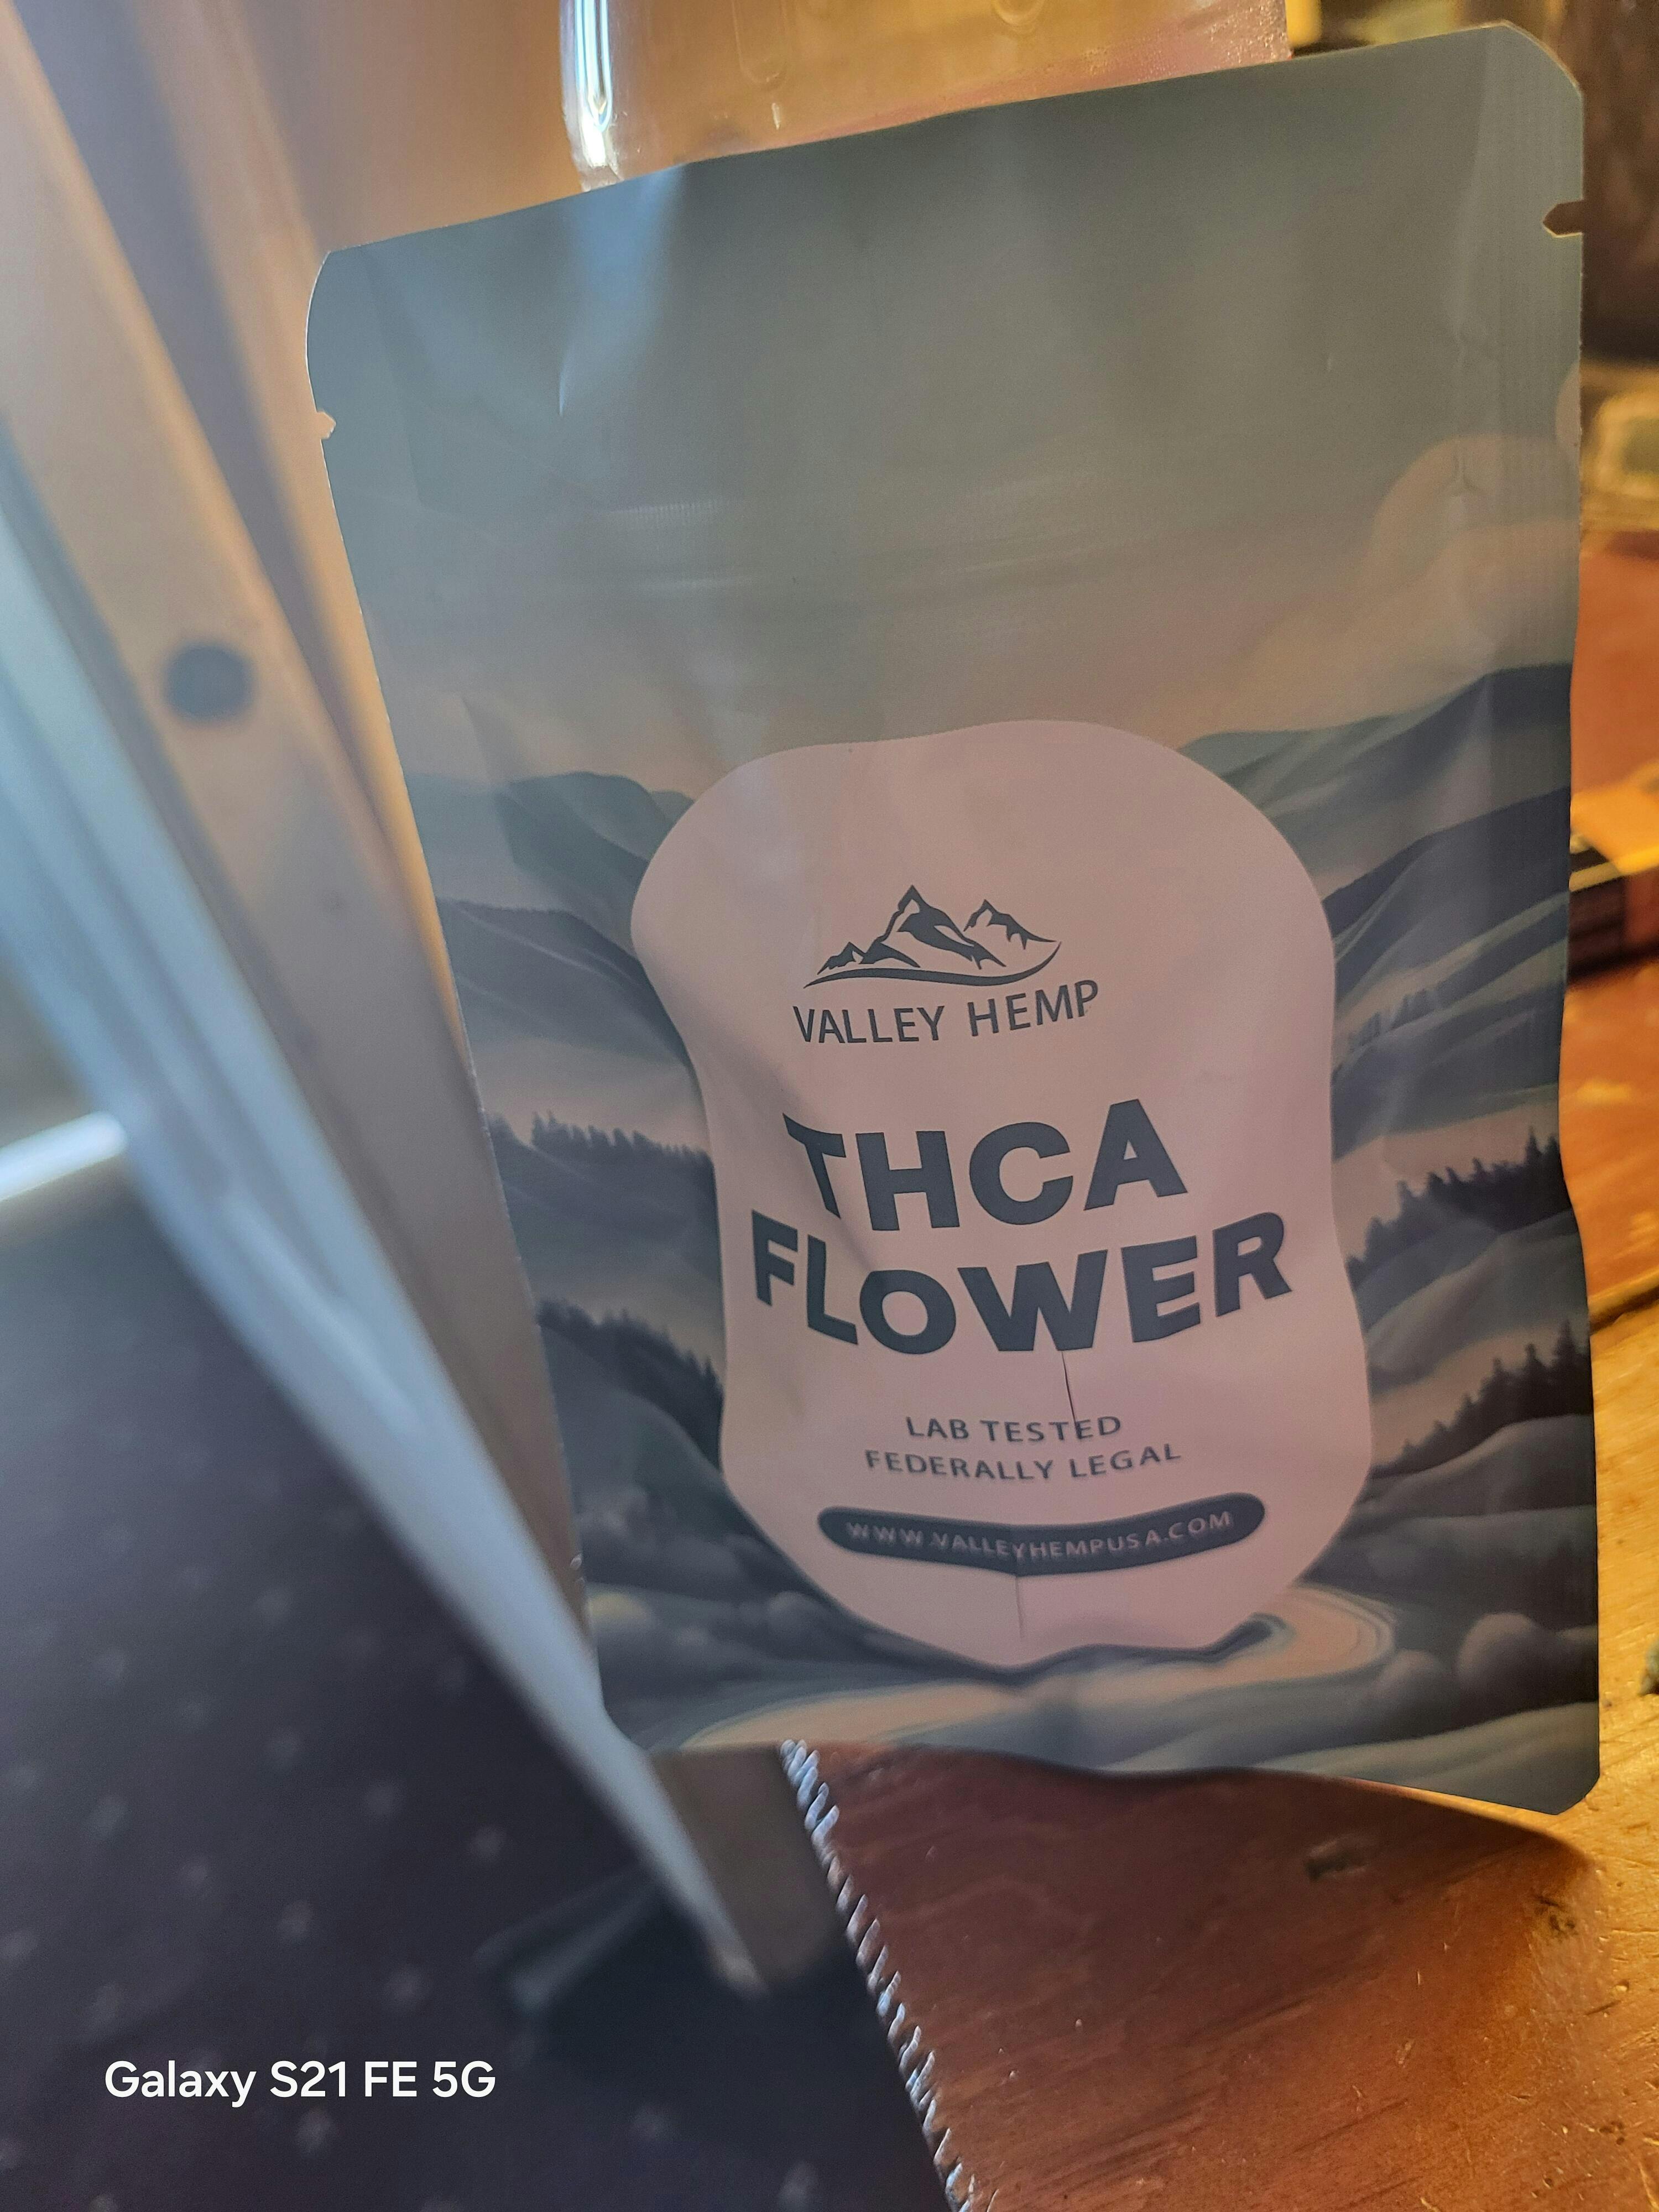 VALLEY HEMP
THCA
FLOWER
LAB TESTED
FEDERALLY LEGAL
WWW.VALLEYHEMPUSA.COM
Galaxy S21 FE 5G